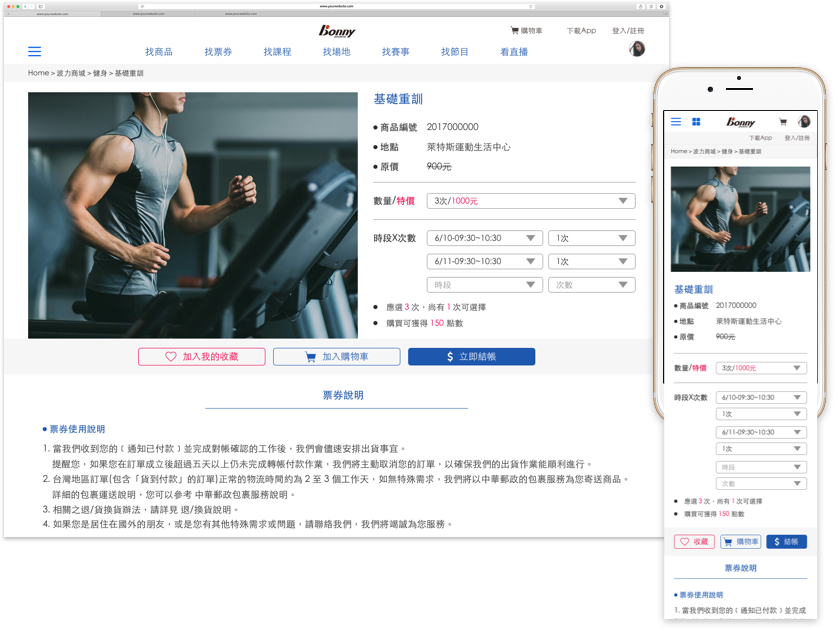 www.yourwebsite.com
www.yourwebsite.com
www.yourwebsite.com
www.yourwebsite.com
Bonny
購物車
下載App
登入/註冊
找商品
找票券
找課程
找場地
找賽事
找節目
看直播
Home > 波力商城 > 健身 > 基礎重訓
基礎重訓
● 商品編號 2017000000
● 地點 萊特斯運動生活中心
● 原價 900元
數量/特價 3次/1000元
時段X次數 6/10-09:30~10:30 1次
6/11-09:30~10:30 1次
時段 次數
● 應選 3 次,尚有 1 次可選擇
● 購買可獲得 150 點數
加入我的收藏
加入購物車
$ 立即結帳
票券說明
● 票券使用說明
1. 當我們收到您的﹝通知已付款﹞並完成對帳確認的工作後,我們會儘速安排出貨事宜。
提醒您,如果您在訂單成立後超過五天以上仍未完成轉帳付款作業,我們將主動取消您的訂單,以確保我們的出貨作業能順利進行。
2. 台灣地區訂單(包含「貨到付款」的訂單)正常的物流時間約為 2 至 3 個工作天,如無特殊需求,我們將以中華郵政的包裹服務為您寄送商品。
詳細的包裹運送說明,您可以參考 中華郵政包裹服務說明。
3. 相關之退/貨換貨辦法,請詳見 退/換貨說明。
4. 如果您是居住在國外的朋友,或是您有其他特殊需求或問題,請聯絡我們,我們將竭誠為您服務。
Bonny
下載App
登入/註冊
Home > 波力商城 > 健身 > 基礎重訓
基礎重訓
● 商品編號 2017000000
● 地點 萊特斯運動生活中心
● 原價 900元
數量/特價 3次/1000元
時段X次數 6/10-09:30~10:30
1次
6/11-09:30~10:30
1次
時段
次數
● 應選 3 次,尚有 1 次可選擇
● 購買可獲得 150 點數
收藏
購物車
$ 結帳
票券說明
● 票券使用說明
1. 當我們收到您的﹝通知已付款﹞並完成